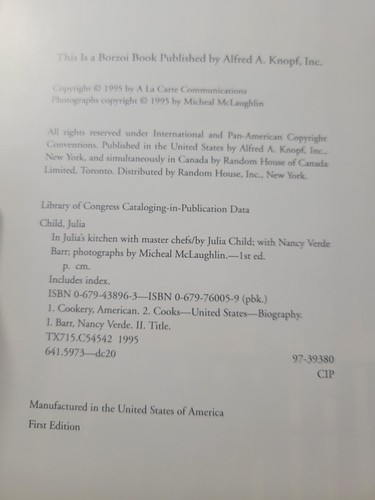 This Is a Borzoi Book Published by Alfred A. Knopf, Inc.
Copyright © 1995 by A La Carte Communications
Photographs copyright © 1995 by Micheal McLaughlin
All rights reserved under International and Pan-American Copyright
Conventions. Published in the United States by Alfred A. Knopf, Inc.,
New York, and simultaneously in Canada by Random House of Canada
Limited, Toronto. Distributed by Random House, Inc., New York.
Library of Congress Cataloging-in-Publication Data
Child, Julia
In Julia's kitchen with master chefs/by Julia Child; with Nancy Verde
Barr; photographs by Micheal McLaughlin.—1st ed.
p. cm.
Includes index.
ISBN 0-679-43896-3—ISBN 0-679-76005-9 (pbk.)
1. Cookery, American. 2. Cooks—United States—Biography.
I. Barr, Nancy Verde. II. Title.
TX715.C54542 1995
641.5973—dc20 97-39380
CIP
Manufactured in the United States of America
First Edition